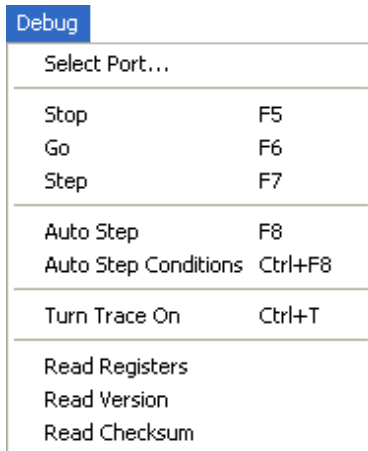 Debug
Select Port...
Stop F5
Go F6
Step F7
Auto Step F8
Auto Step Conditions Ctrl+F8
Turn Trace On Ctrl+T
Read Registers
Read Version
Read Checksum